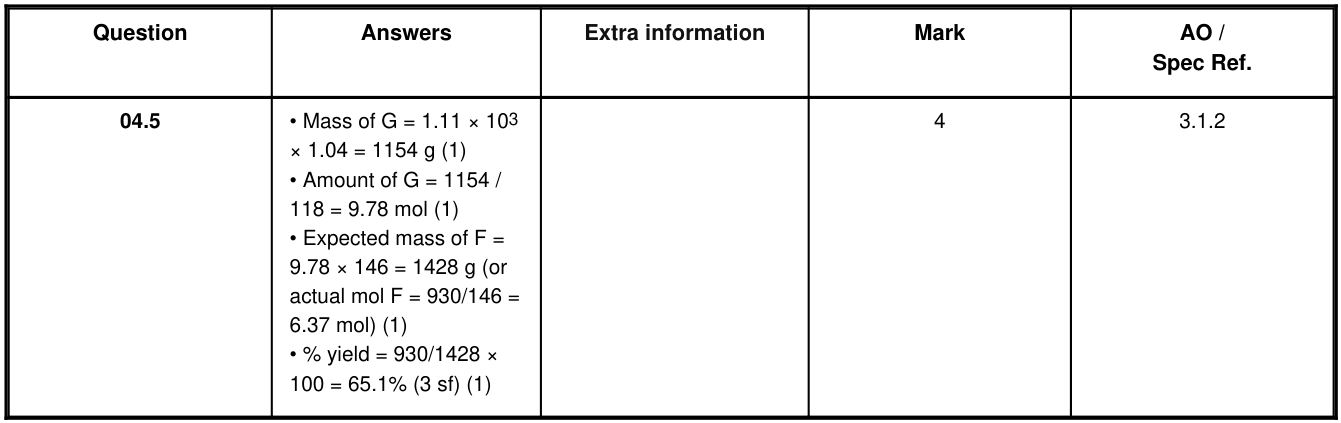 Question Answers Extra information Mark AO /
Spec Ref.
04.5 • Mass of G = 1.11 × 10³ 4 3.1.2
× 1.04 = 1154 g (1)
• Amount of G = 1154 /
118 = 9.78 mol (1)
• Expected mass of F =
9.78 × 146 = 1428 g (or
actual mol F = 930/146 =
6.37 mol) (1)
• % yield = 930/1428 ×
100 = 65.1% (3 sf) (1)